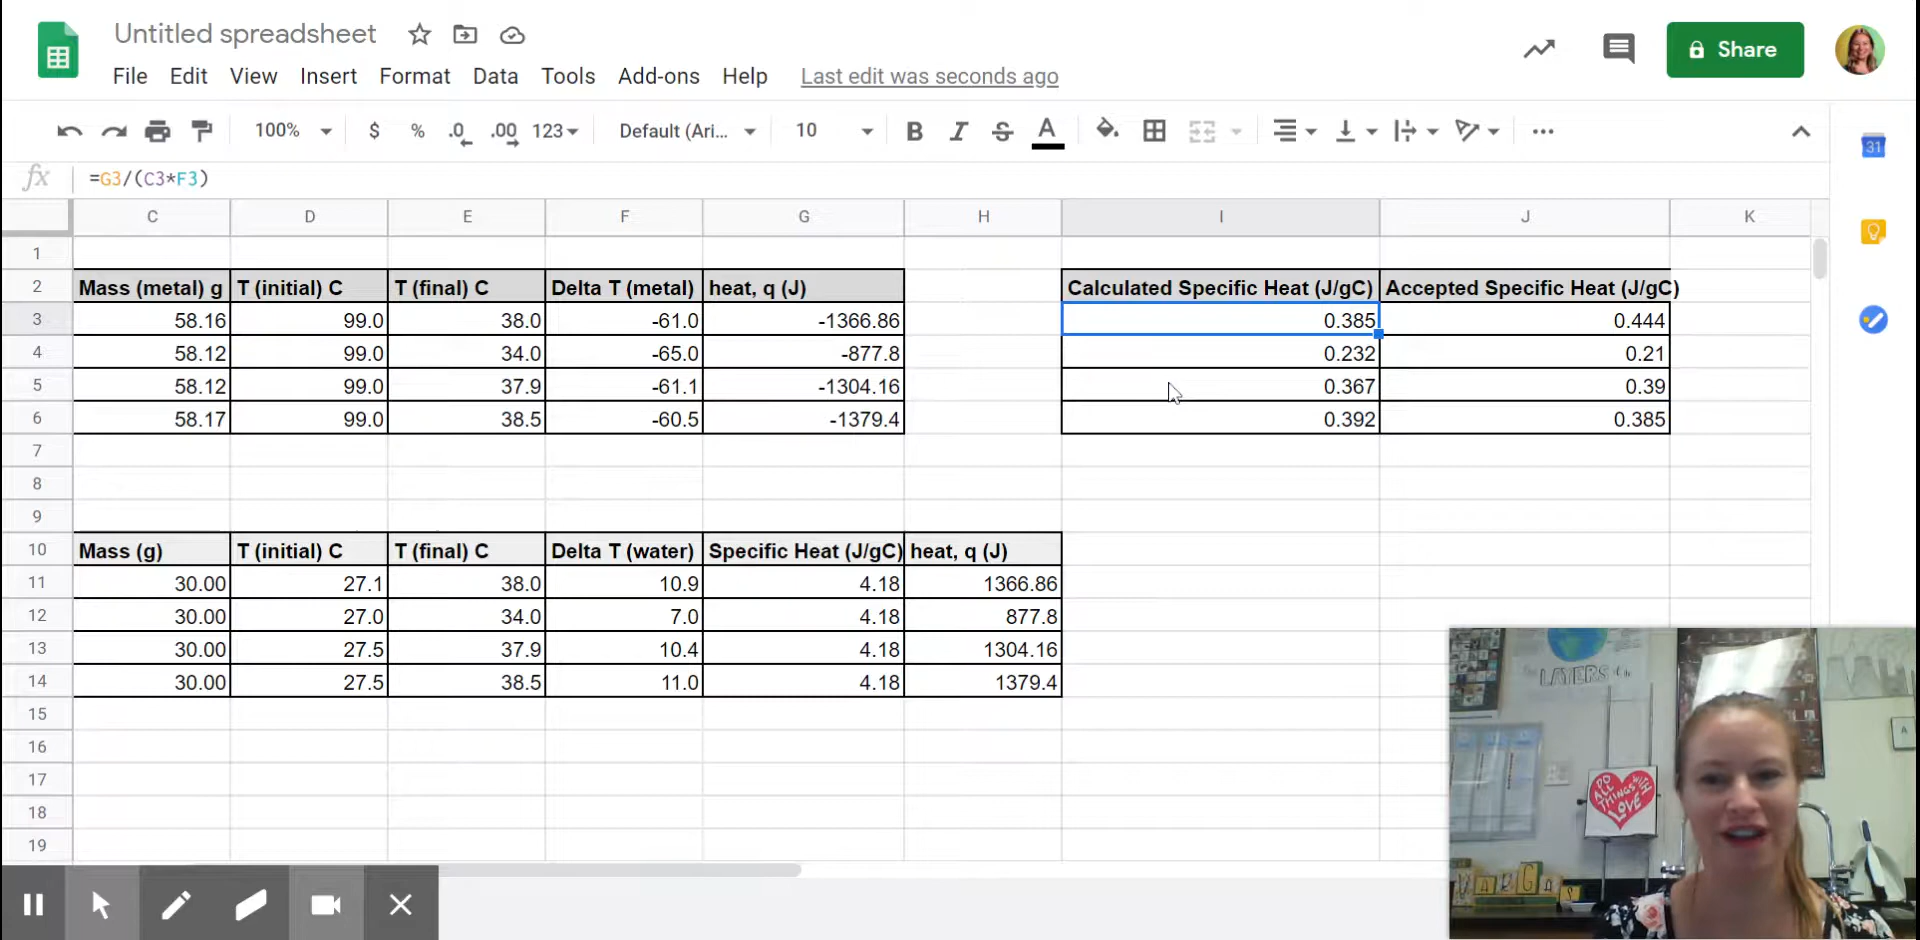 Untitled spreadsheet
File Edit View Insert Format Data Tools Add-ons Help Last edit was seconds ago
Share
100% $ % .0 .00 123 Default (Ari... 10 B I S A
31
fx =G3/(C3*F3)
C D E F G H I J K
1
2 Mass (metal) g T (initial) C T (final) C Delta T (metal) heat, q (J) Calculated Specific Heat (J/gC) Accepted Specific Heat (J/gC)
3 58.16 99.0 38.0 -61.0 -1366.86 0.385 0.444
4 58.12 99.0 34.0 -65.0 -877.8 0.232 0.21
5 58.12 99.0 37.9 -61.1 -1304.16 0.367 0.39
6 58.17 99.0 38.5 -60.5 -1379.4 0.392 0.385
7
8
9
10 Mass (g) T (initial) C T (final) C Delta T (water) Specific Heat (J/gC) heat, q (J)
11 30.00 27.1 38.0 10.9 4.18 1366.86
12 30.00 27.0 34.0 7.0 4.18 877.8
13 30.00 27.5 37.9 10.4 4.18 1304.16
14 30.00 27.5 38.5 11.0 4.18 1379.4
15
16
17
18
19
LAYERS
A
DO
ALL
THINGS
WITH
LOVE
VARGAS